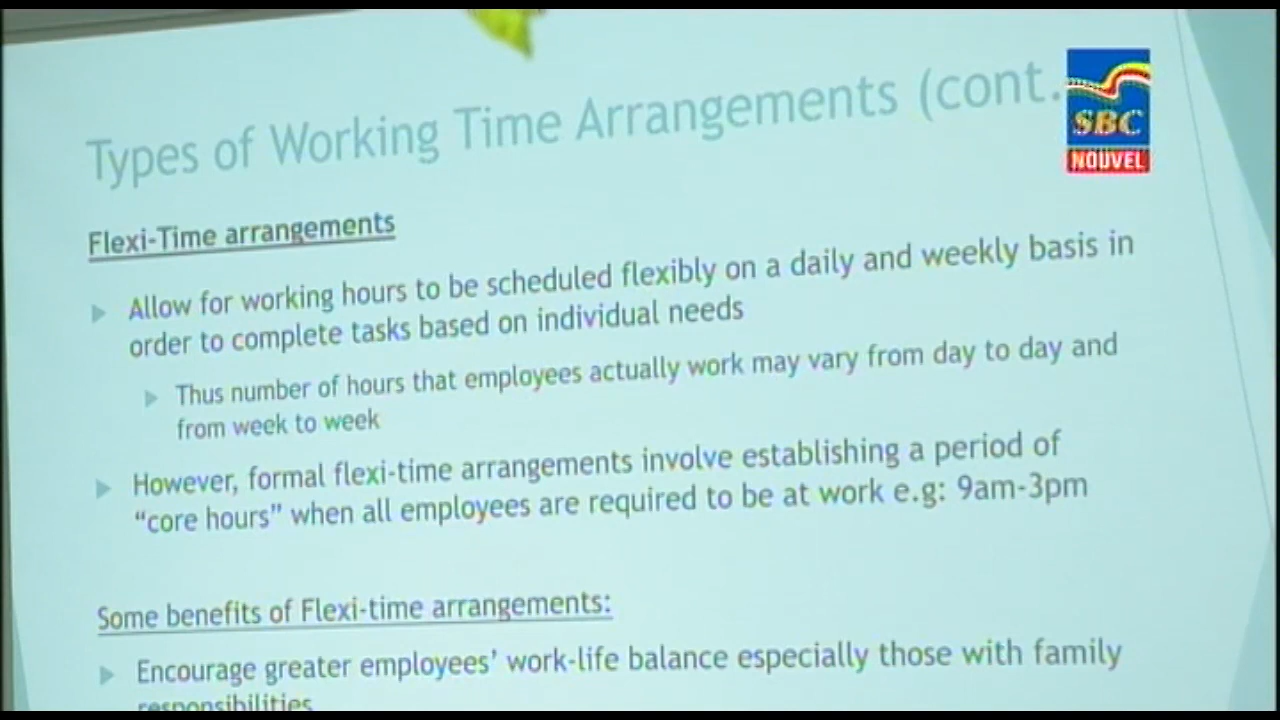 Types of Working Time Arrangements (cont.
SBC
NOUVEL
Flexi-Time arrangements
Allow for working hours to be scheduled flexibly on a daily and weekly basis in
order to complete tasks based on individual needs
Thus number of hours that employees actually work may vary from day to day and
from week to week
However, formal flexi-time arrangements involve establishing a period of
“core hours” when all employees are required to be at work e.g: 9am-3pm
Some benefits of Flexi-time arrangements:
Encourage greater employees’ work-life balance especially those with family
responsibilities